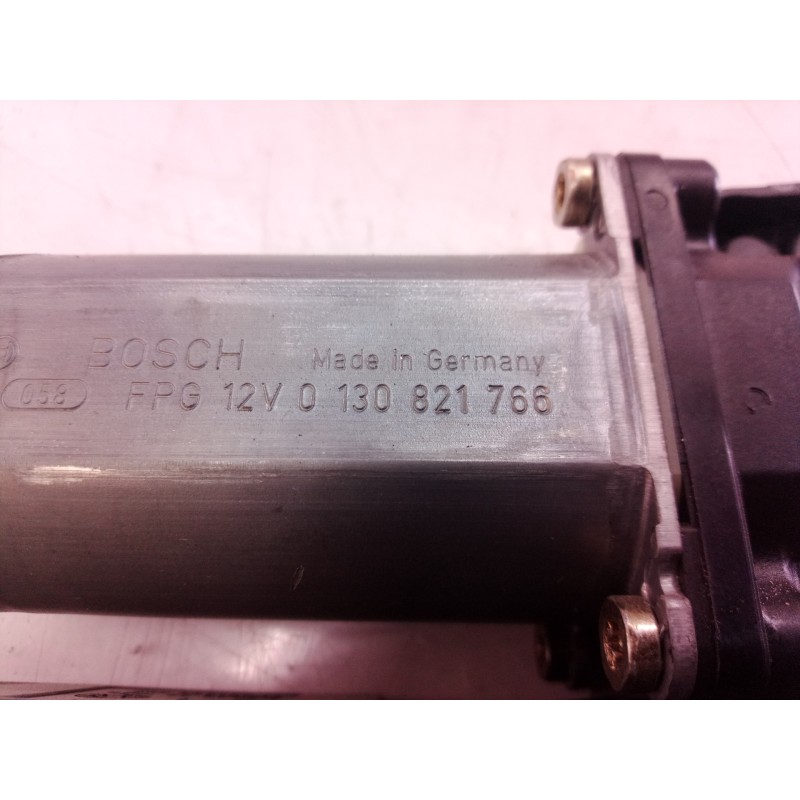 BOSCH Made in Germany
058 FPG 12V 0 130 821 766